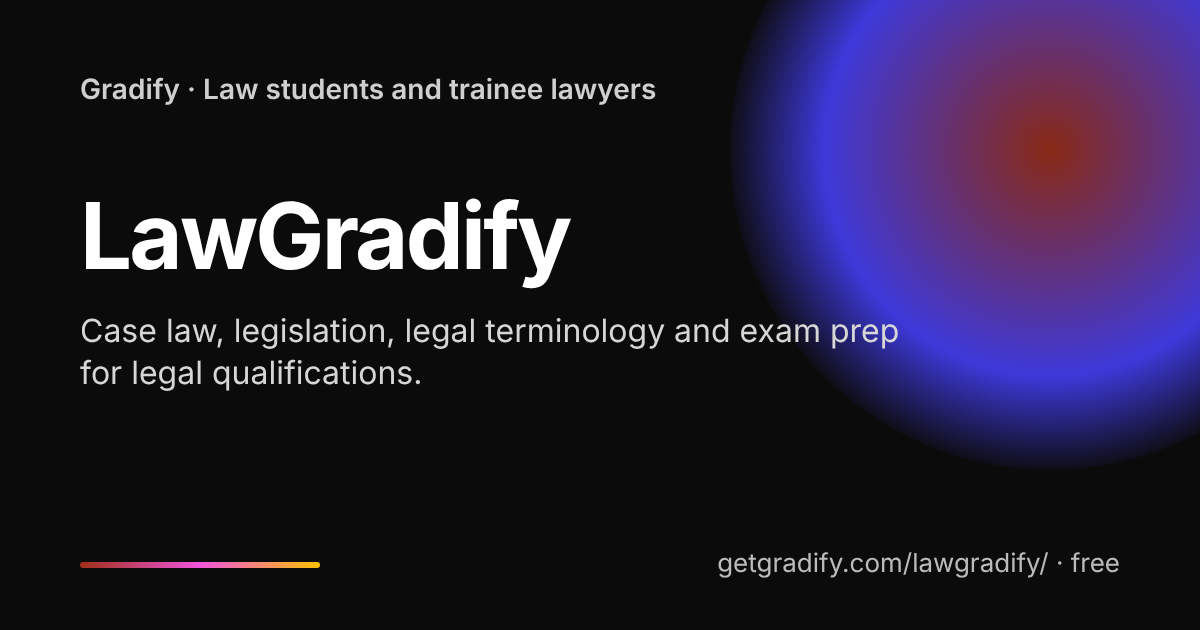 Gradify · Law students and trainee lawyers
LawGradify
Case law, legislation, legal terminology and exam prep
for legal qualifications.
getgradify.com/lawgradify/ · free